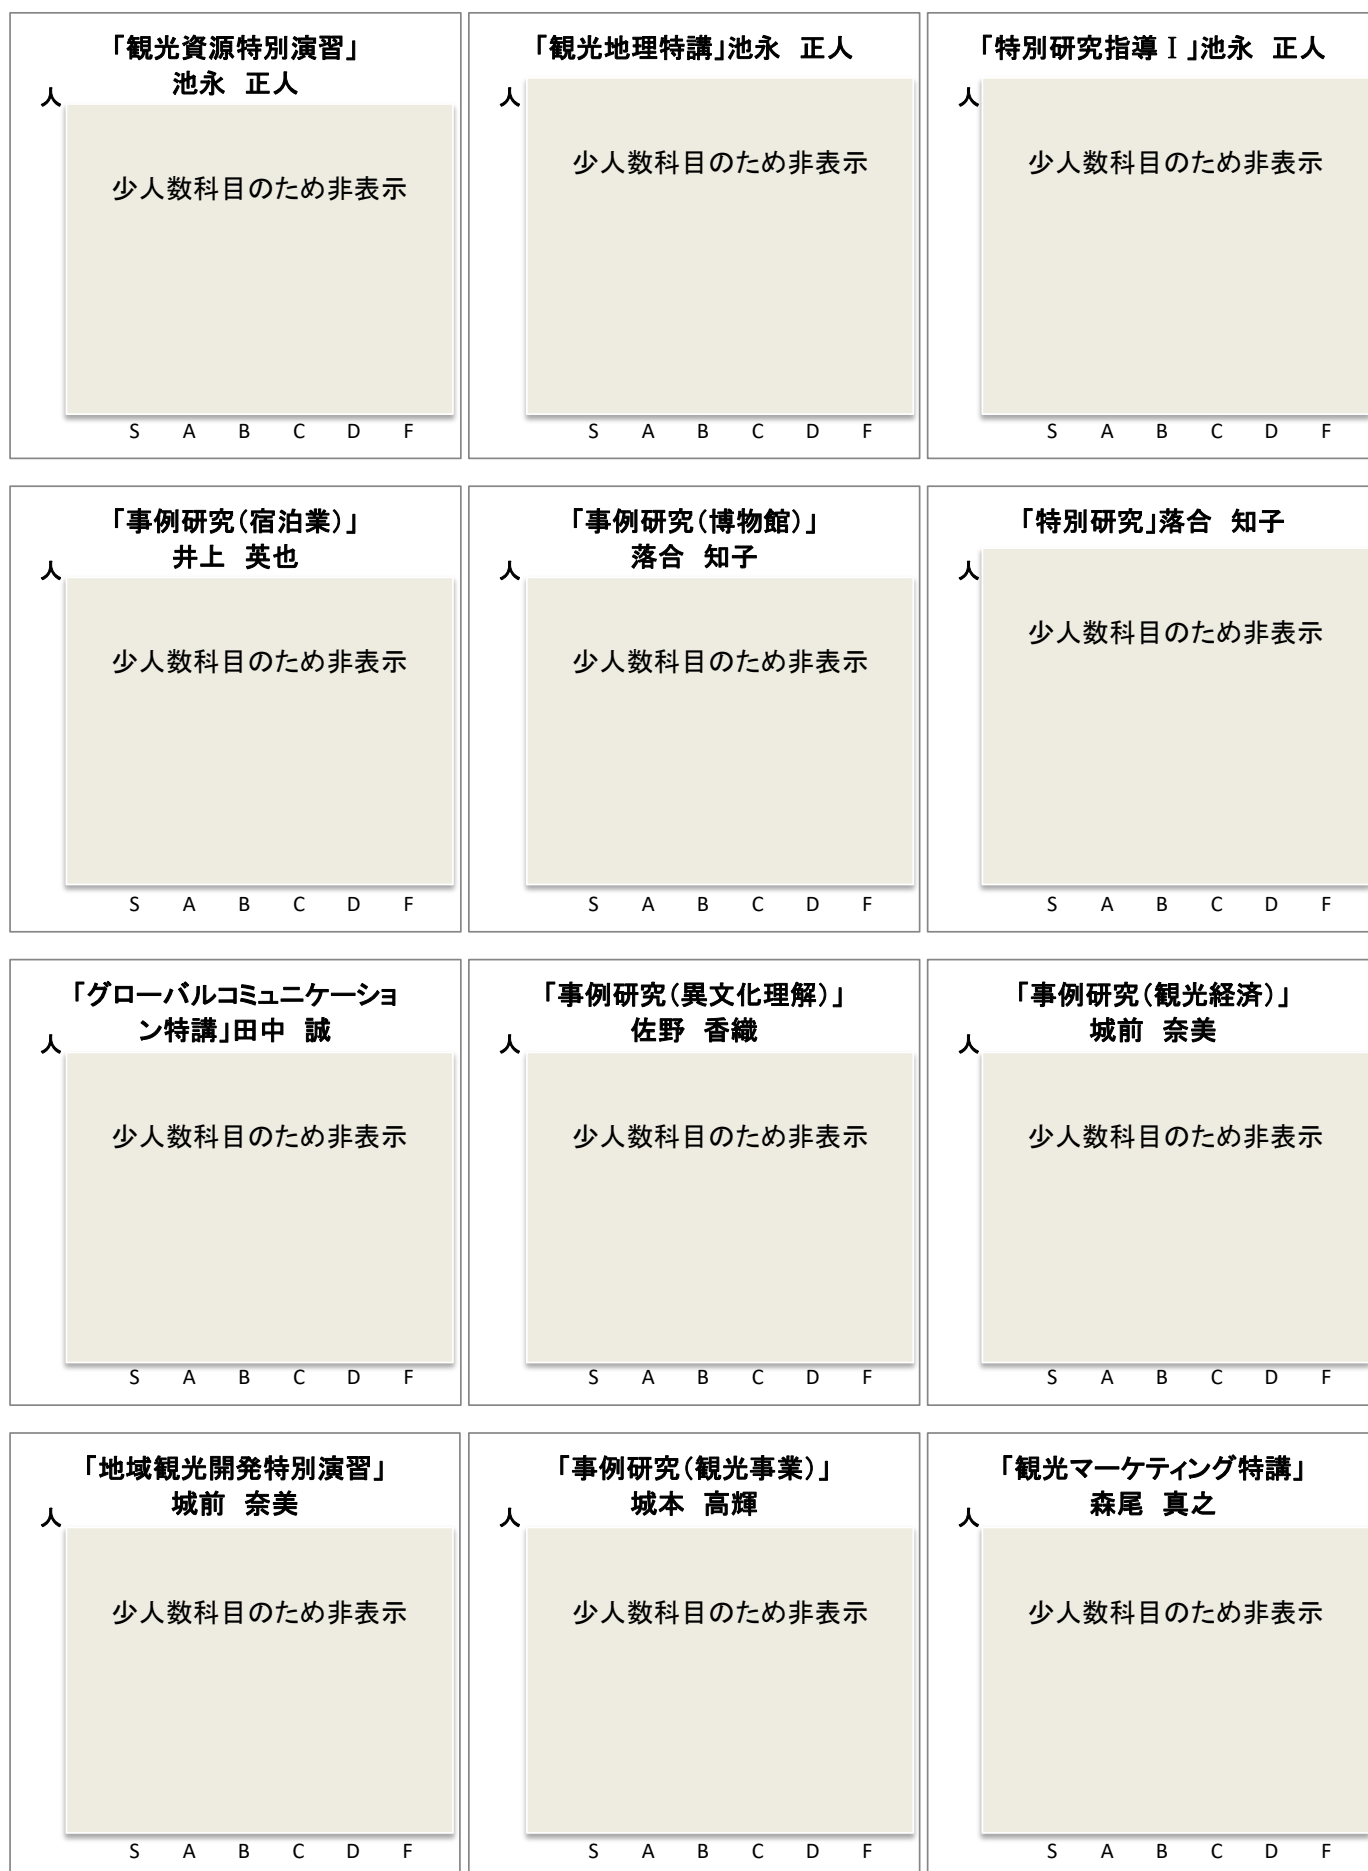 「観光資源特別演習」
池永　正人
人
少人数科目のため非表示
S A B C D F
「観光地理特講」池永　正人
人
少人数科目のため非表示
S A B C D F
「特別研究指導Ⅰ」池永　正人
人
少人数科目のため非表示
S A B C D F
「事例研究(宿泊業)」
井上　英也
人
少人数科目のため非表示
S A B C D F
「事例研究(博物館)」
落合　知子
人
少人数科目のため非表示
S A B C D F
「特別研究」落合　知子
人
少人数科目のため非表示
S A B C D F
「グローバルコミュニケーショ
ン特講」田中　誠
人
少人数科目のため非表示
S A B C D F
「事例研究(異文化理解)」
佐野　香織
人
少人数科目のため非表示
S A B C D F
「事例研究(観光経済)」
城前　奈美
人
少人数科目のため非表示
S A B C D F
「地域観光開発特別演習」
城前　奈美
人
少人数科目のため非表示
S A B C D F
「事例研究(観光事業)」
城本　高輝
人
少人数科目のため非表示
S A B C D F
「観光マーケティング特講」
森尾　真之
人
少人数科目のため非表示
S A B C D F